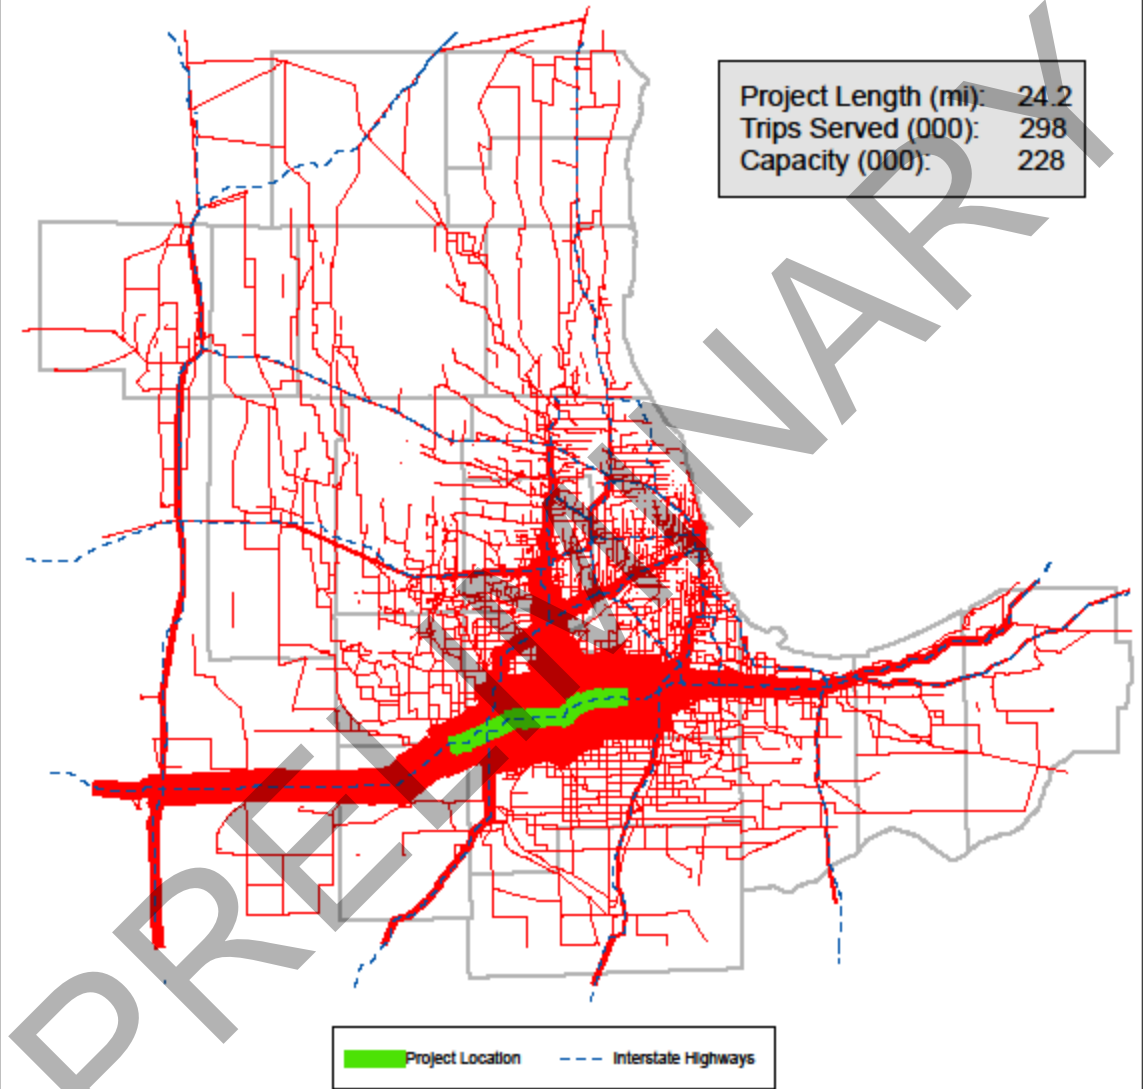 Project Length (mi): 24.2
Trips Served (000): 298
Capacity (000): 228
PRELIMINARY
Project Location
Interstate Highways